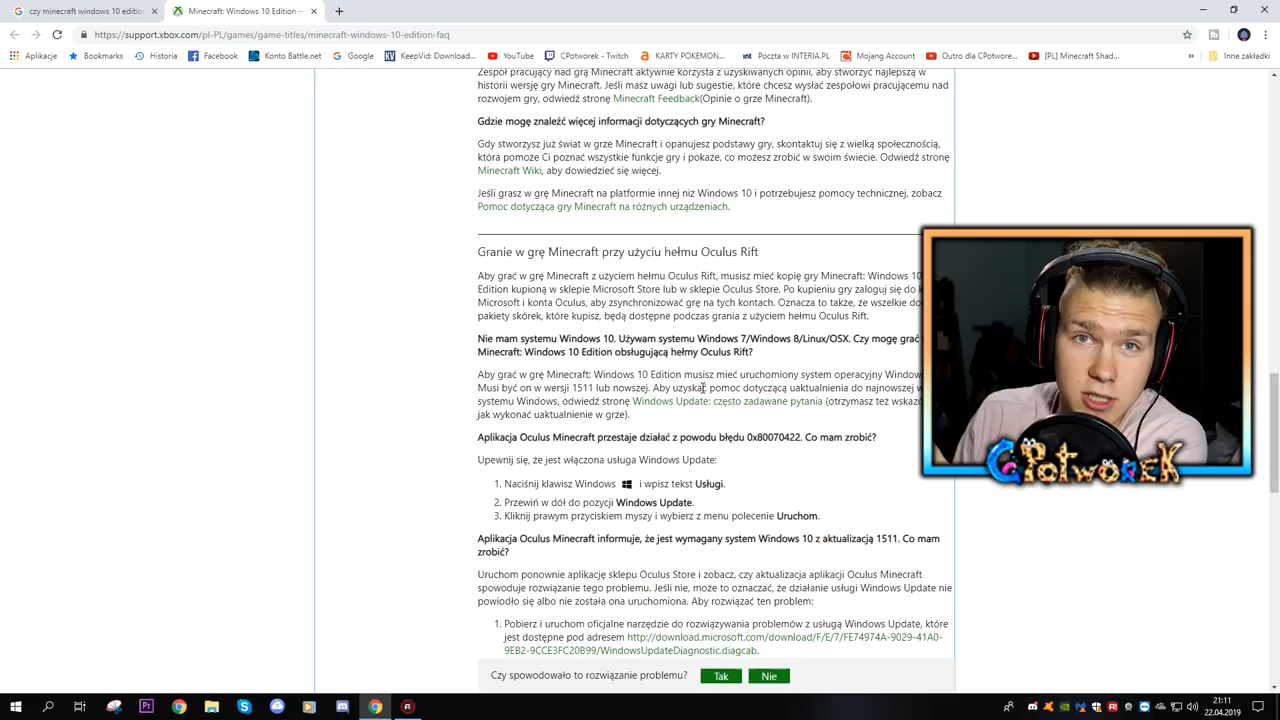 czy minecraft windows 10 edition
Minecraft: Windows 10 Edition –
https://support.xbox.com/pl-PL/games/game-titles/minecraft-windows-10-edition-faq
Aplikacje Bookmarks Historia Facebook Konto Battle.net Google KeepVid: Download... YouTube CPotworek - Twitch KARTY POKEMON... Poczta w INTERIA.PL Mojang Account Outro dla CPotwore... [PL] Minecraft Shad... » Inne zakładki
Zespół pracujący nad grą Minecraft aktywnie korzysta z uzyskiwanych opinii, aby stworzyć najlepszą w
historii wersję gry Minecraft. Jeśli masz uwagi lub sugestie, które chcesz wysłać zespołowi pracującemu nad
rozwojem gry, odwiedź stronę Minecraft Feedback(Opinie o grze Minecraft).
Gdzie mogę znaleźć więcej informacji dotyczących gry Minecraft?
Gdy stworzysz już świat w grze Minecraft i opanujesz podstawy gry, skontaktuj się z wielką społecznością,
która pomoże Ci poznać wszystkie funkcje gry i pokaże, co możesz zrobić w swoim świecie. Odwiedź stronę
Minecraft Wiki, aby dowiedzieć się więcej.
Jeśli grasz w grę Minecraft na platformie innej niż Windows 10 i potrzebujesz pomocy technicznej, zobacz
Pomoc dotycząca gry Minecraft na różnych urządzeniach.
Granie w grę Minecraft przy użyciu hełmu Oculus Rift
Aby grać w grę Minecraft z użyciem hełmu Oculus Rift, musisz mieć kopię gry Minecraft: Windows 10
Edition kupioną w sklepie Microsoft Store lub w sklepie Oculus Store. Po kupieniu gry zaloguj się do
Microsoft i konta Oculus, aby zsynchronizować grę na tych kontach. Oznacza to także, że wszelkie do
pakiety skórek, które kupisz, będą dostępne podczas grania z użyciem hełmu Oculus Rift.
Nie mam systemu Windows 10. Używam systemu Windows 7/Windows 8/Linux/OSX. Czy mogę grać
Minecraft: Windows 10 Edition obsługującą hełmy Oculus Rift?
Aby grać w grę Minecraft: Windows 10 Edition musisz mieć uruchomiony system operacyjny Window
Musi być on w wersji 1511 lub nowszej. Aby uzyskać pomoc dotyczącą uaktualnienia do najnowszej w
systemu Windows, odwiedź stronę Windows Update: często zadawane pytania (otrzymasz też wskazó
jak wykonać uaktualnienie w grze).
Aplikacja Oculus Minecraft przestaje działać z powodu błędu 0x80070422. Co mam zrobić?
Upewnij się, że jest włączona usługa Windows Update:
1. Naciśnij klawisz Windows i wpisz tekst Usługi.
2. Przewiń w dół do pozycji Windows Update.
3. Kliknij prawym przyciskiem myszy i wybierz z menu polecenie Uruchom.
Aplikacja Oculus Minecraft informuje, że jest wymagany system Windows 10 z aktualizacją 1511. Co mam
zrobić?
Uruchom ponownie aplikację sklepu Oculus Store i zobacz, czy aktualizacja aplikacji Oculus Minecraft
spowoduje rozwiązanie tego problemu. Jeśli nie, może to oznaczać, że działanie usługi Windows Update nie
powiodło się albo nie została ona uruchomiona. Aby rozwiązać ten problem:
1. Pobierz i uruchom oficjalne narzędzie do rozwiązywania problemów z usługą Windows Update, które
jest dostępne pod adresem http://download.microsoft.com/download/F/E/7/FE74974A-9029-41A0-
9EB2-9CCE3FC20B99/WindowsUpdateDiagnostic.diagcab.
Czy spowodowało to rozwiązanie problemu? Tak Nie
CPotworek
21:11
22.04.2019